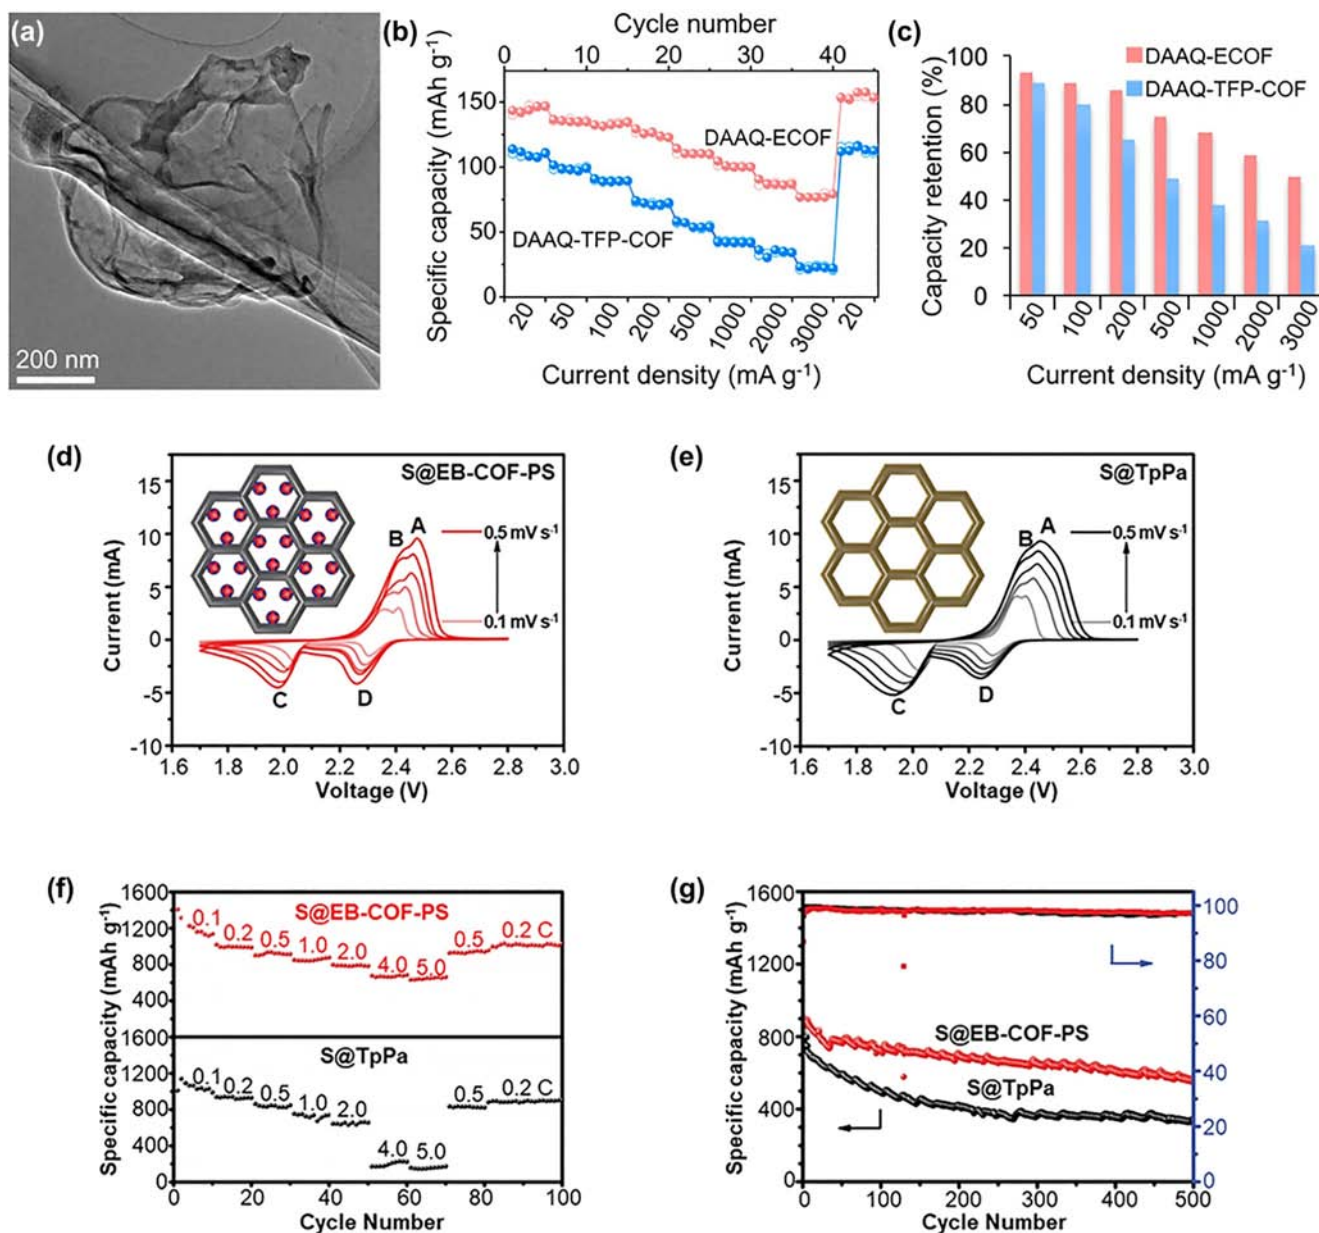 (a)
200 nm
(b)
Cycle number
0 10 20 30 40
Specific capacity (mAh g⁻¹)
150
100
50
0
DAAQ-ECOF
DAAQ-TFP-COF
20 50 100 200 500 1000 2000 3000 20
Current density (mA g⁻¹)
(c)
Capacity retention (%)
100
80
60
40
20
0
DAAQ-ECOF
DAAQ-TFP-COF
50 100 200 500 1000 2000 3000
Current density (mA g⁻¹)
(d)
S@EB-COF-PS
Current (mA)
15
10
5
0
-5
-10
B A
0.5 mV s⁻¹
0.1 mV s⁻¹
C D
1.6 1.8 2.0 2.2 2.4 2.6 2.8 3.0
Voltage (V)
(e)
S@TpPa
Current (mA)
15
10
5
0
-5
-10
B A
0.5 mV s⁻¹
0.1 mV s⁻¹
C D
1.6 1.8 2.0 2.2 2.4 2.6 2.8 3.0
Voltage (V)
(f)
Specific capacity (mAh g⁻¹)
1600
1200
800
400
S@EB-COF-PS
0.1 0.2 0.5 1.0 2.0 4.0 5.0 0.5 0.2 C
1600
1200
800
400
0
S@TpPa
0.1 0.2 0.5 1.0 2.0 4.0 5.0 0.5 0.2 C
0 20 40 60 80 100
Cycle Number
(g)
Specific capacity (mAh g⁻¹)
1600
1200
800
400
0
S@EB-COF-PS
S@TpPa
100
80
60
40
20
0
0 100 200 300 400 500
Cycle Number